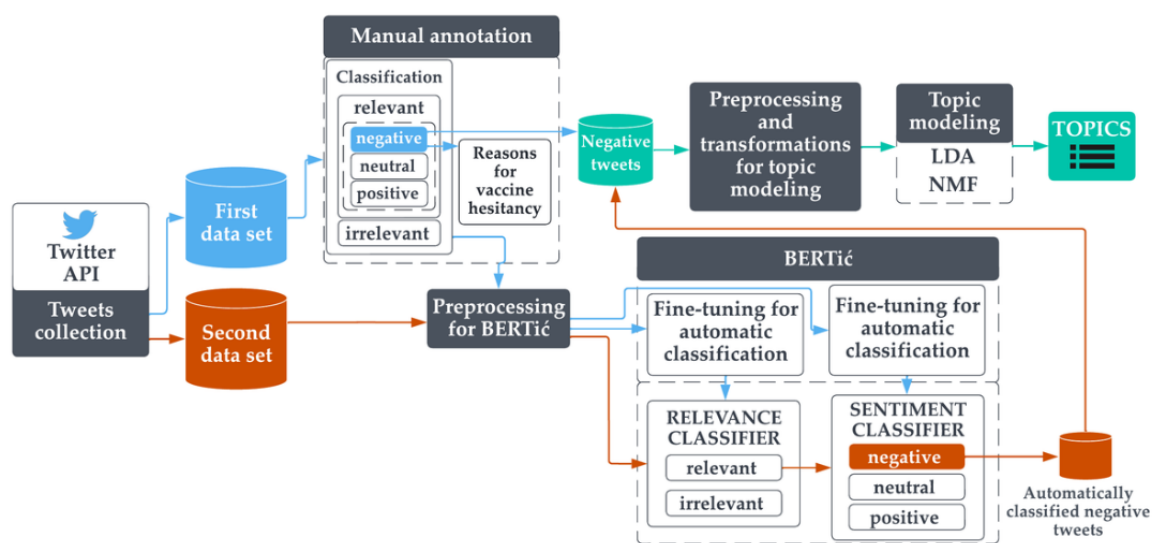 Manual annotation
Classification
relevant
negative
neutral
positive
irrelevant
Reasons
for
vaccine
hesitancy
Negative
tweets
Preprocessing
and
transformations
for topic
modeling
Topic
modeling
LDA
NMF
TOPICS
Twitter
API
Tweets
collection
First
data set
Second
data set
Preprocessing
for BERTić
BERTić
Fine-tuning for
automatic
classification
Fine-tuning for
automatic
classification
RELEVANCE
CLASSIFIER
relevant
irrelevant
SENTIMENT
CLASSIFIER
negative
neutral
positive
Automatically
classified negative
tweets